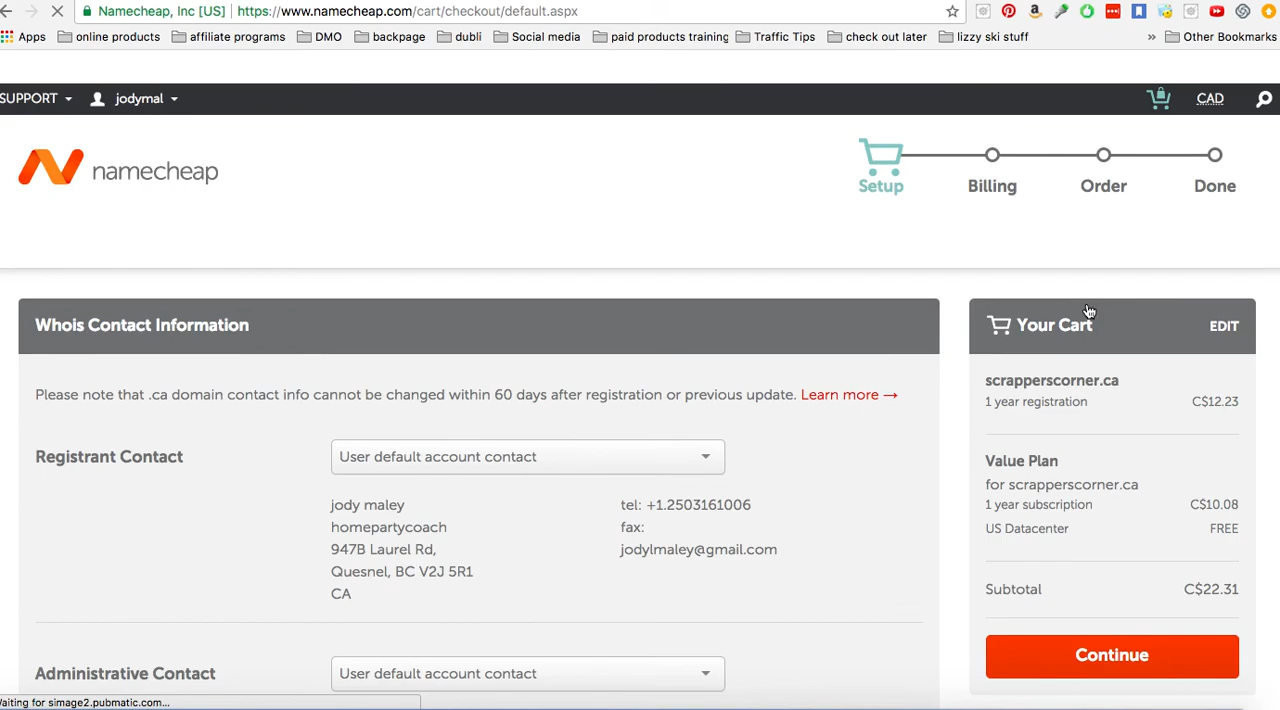 Namecheap, Inc [US] https://www.namecheap.com/cart/checkout/default.aspx
Apps online products affiliate programs DMO backpage dubli Social media paid products training Traffic Tips check out later lizzy ski stuff » Other Bookmarks
SUPPORT jodymal CAD
namecheap
Setup Billing Order Done
Whois Contact Information
Please note that .ca domain contact info cannot be changed within 60 days after registration or previous update. Learn more →
Registrant Contact
User default account contact
jody maley
homepartycoach
947B Laurel Rd,
Quesnel, BC V2J 5R1
CA
tel: +1.2503161006
fax:
jodylmaley@gmail.com
Administrative Contact
User default account contact
Your Cart EDIT
scrapperscorner.ca
1 year registration C$12.23
Value Plan
for scrapperscorner.ca
1 year subscription C$10.08
US Datacenter FREE
Subtotal C$22.31
Continue
Waiting for simage2.pubmatic.com...